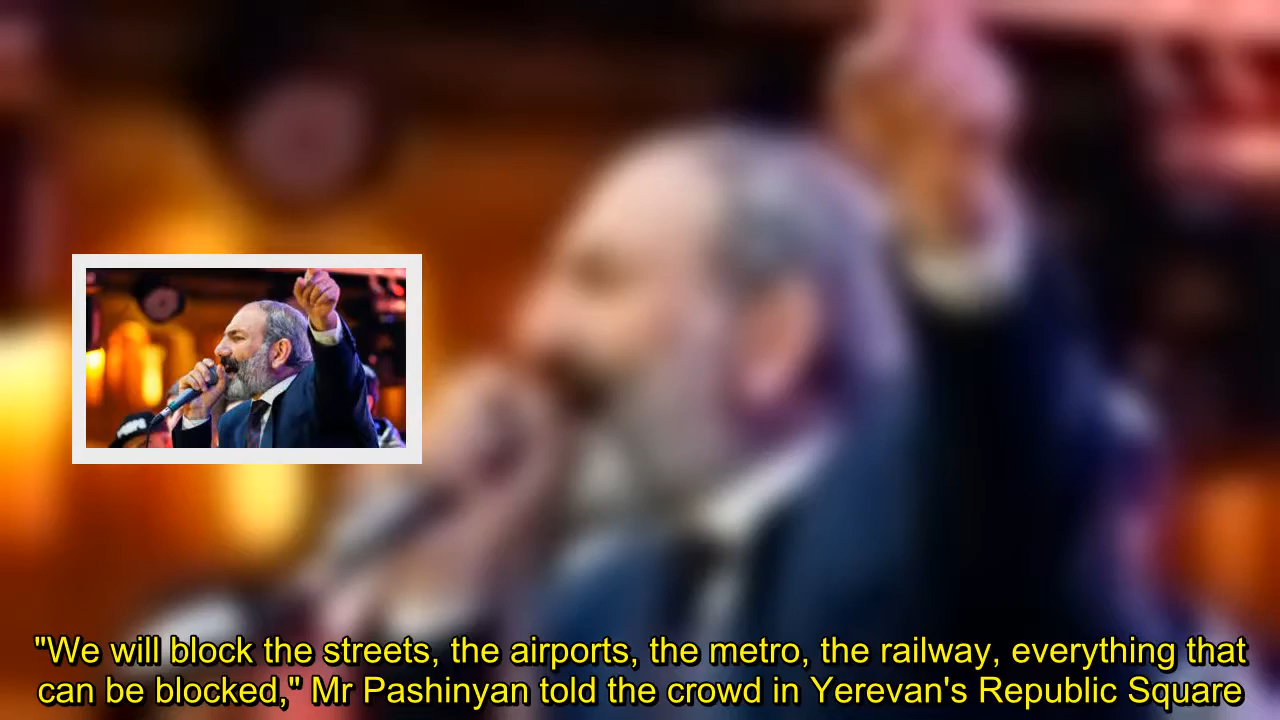 "We will block the streets, the airports, the metro, the railway, everything that
can be blocked," Mr Pashinyan told the crowd in Yerevan's Republic Square